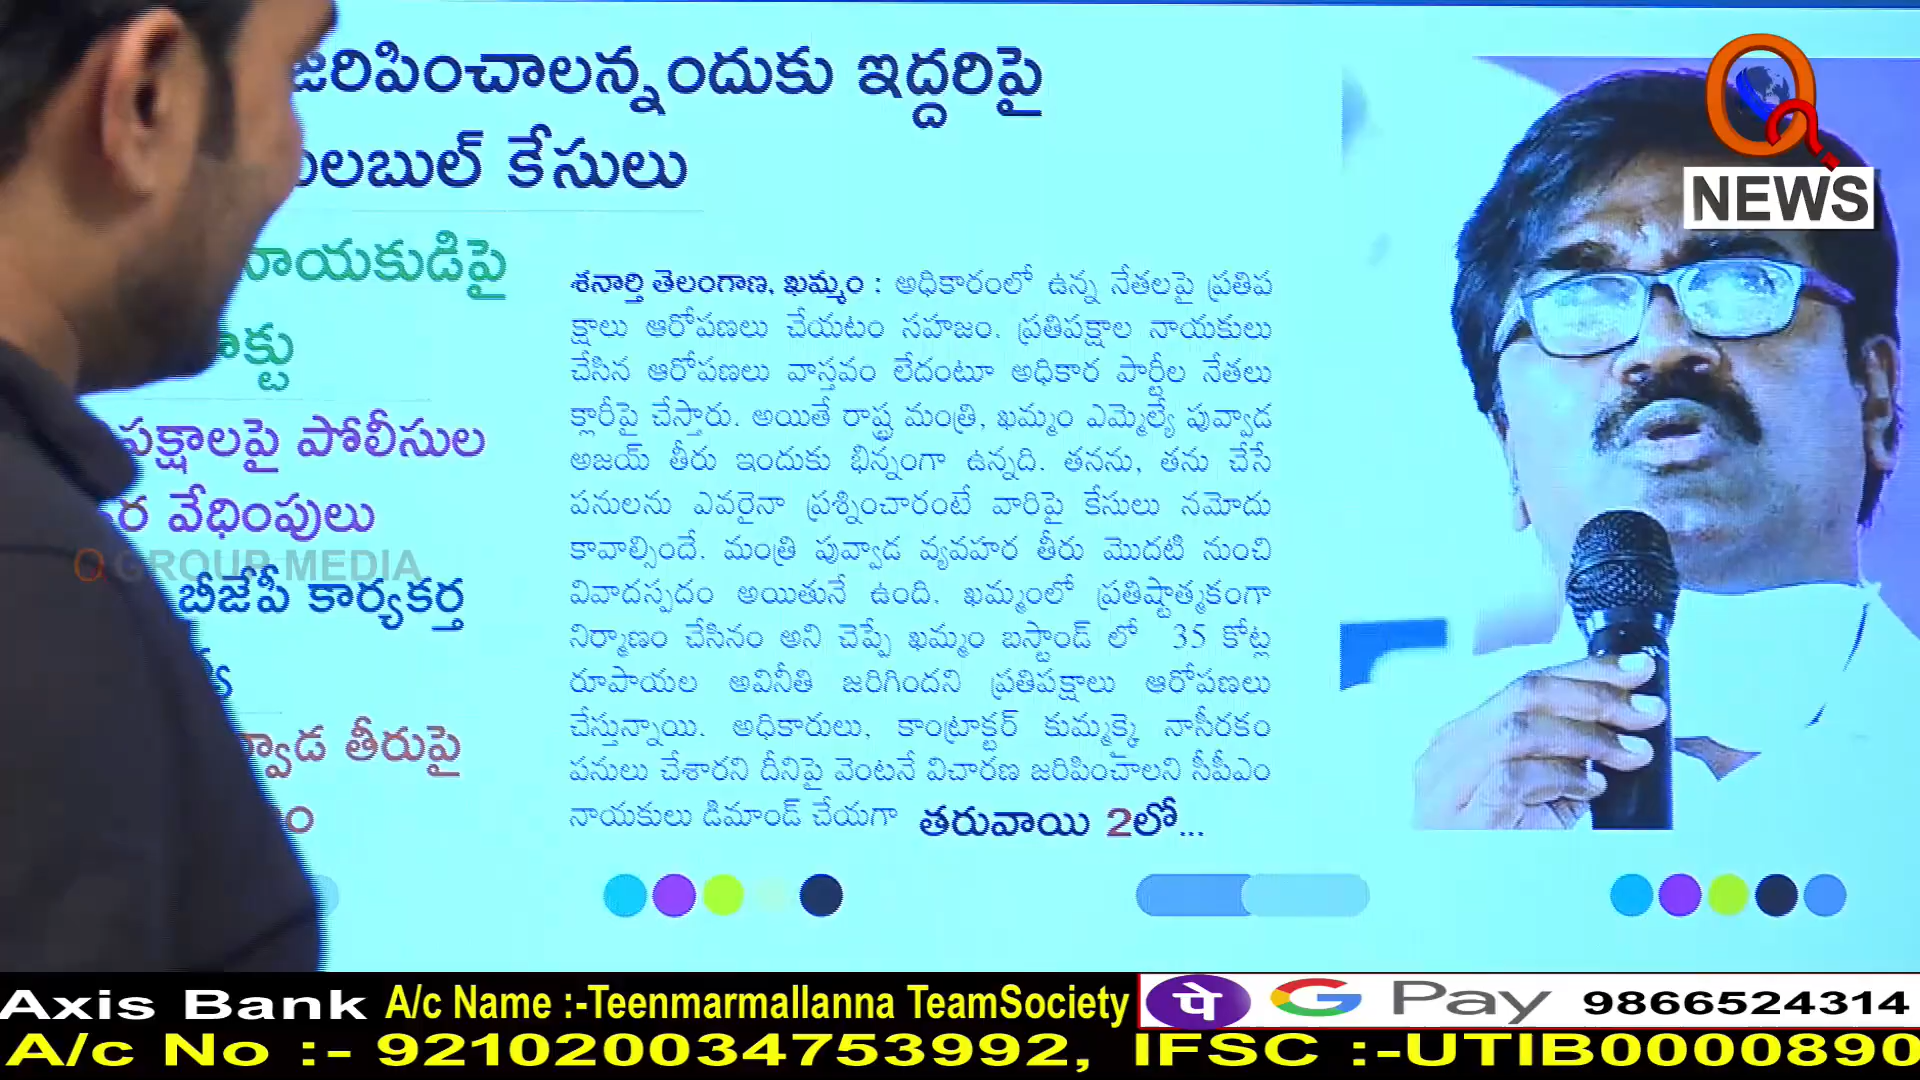 జరిపించాలన్నందుకు ఇద్దరిపై
కేసులు
నాయకుడిపై
పక్షాలపై పోలీసుల
వేధింపులు
Q GROUP MEDIA
బీజేపీ కార్యకర్త
తీరుపై
శనార్తి తెలంగాణ, ఖమ్మం : అధికారంలో ఉన్న నేతలపై ప్రతిప
క్షాలు ఆరోపణలు చేయటం సహజం. ప్రతిపక్షాల నాయకులు
చేసిన ఆరోపణలు వాస్తవం లేదంటూ అధికార పార్టీల నేతలు
క్లారీపై చేస్తారు. అయితే రాష్ట్ర మంత్రి, ఖమ్మం ఎమ్మెల్యే పువ్వాడ
అజయ్ తీరు ఇందుకు భిన్నంగా ఉన్నది. తనను, తను చేసే
పనులను ఎవరైనా ప్రశ్నించారంటే వారిపై కేసులు నమోదు
కావాల్సిందే. మంత్రి పువ్వాడ వ్యవహర తీరు మొదటి నుంచి
వివాదస్పదం అయితునే ఉంది. ఖమ్మంలో ప్రతిష్టాత్మకంగా
నిర్మాణం చేసినం అని చెప్పే ఖమ్మం బస్టాండ్ లో 35 కోట్ల
రూపాయల అవినీతి జరిగిందని ప్రతిపక్షాలు ఆరోపణలు
చేస్తున్నాయి. అధికారులు, కాంట్రాక్టర్ కుమ్మక్కై నాసీరకం
పనులు చేశారని దీనిపై వెంటనే విచారణ జరిపించాలని సీపీఎం
నాయకులు డిమాండ్ చేయగా తరువాయి 2లో...
NEWS
Axis Bank A/c Name :-Teenmarmallanna TeamSociety
पे G Pay 9866524314
A/c No :- 921020034753992, IFSC :-UTIB0000890